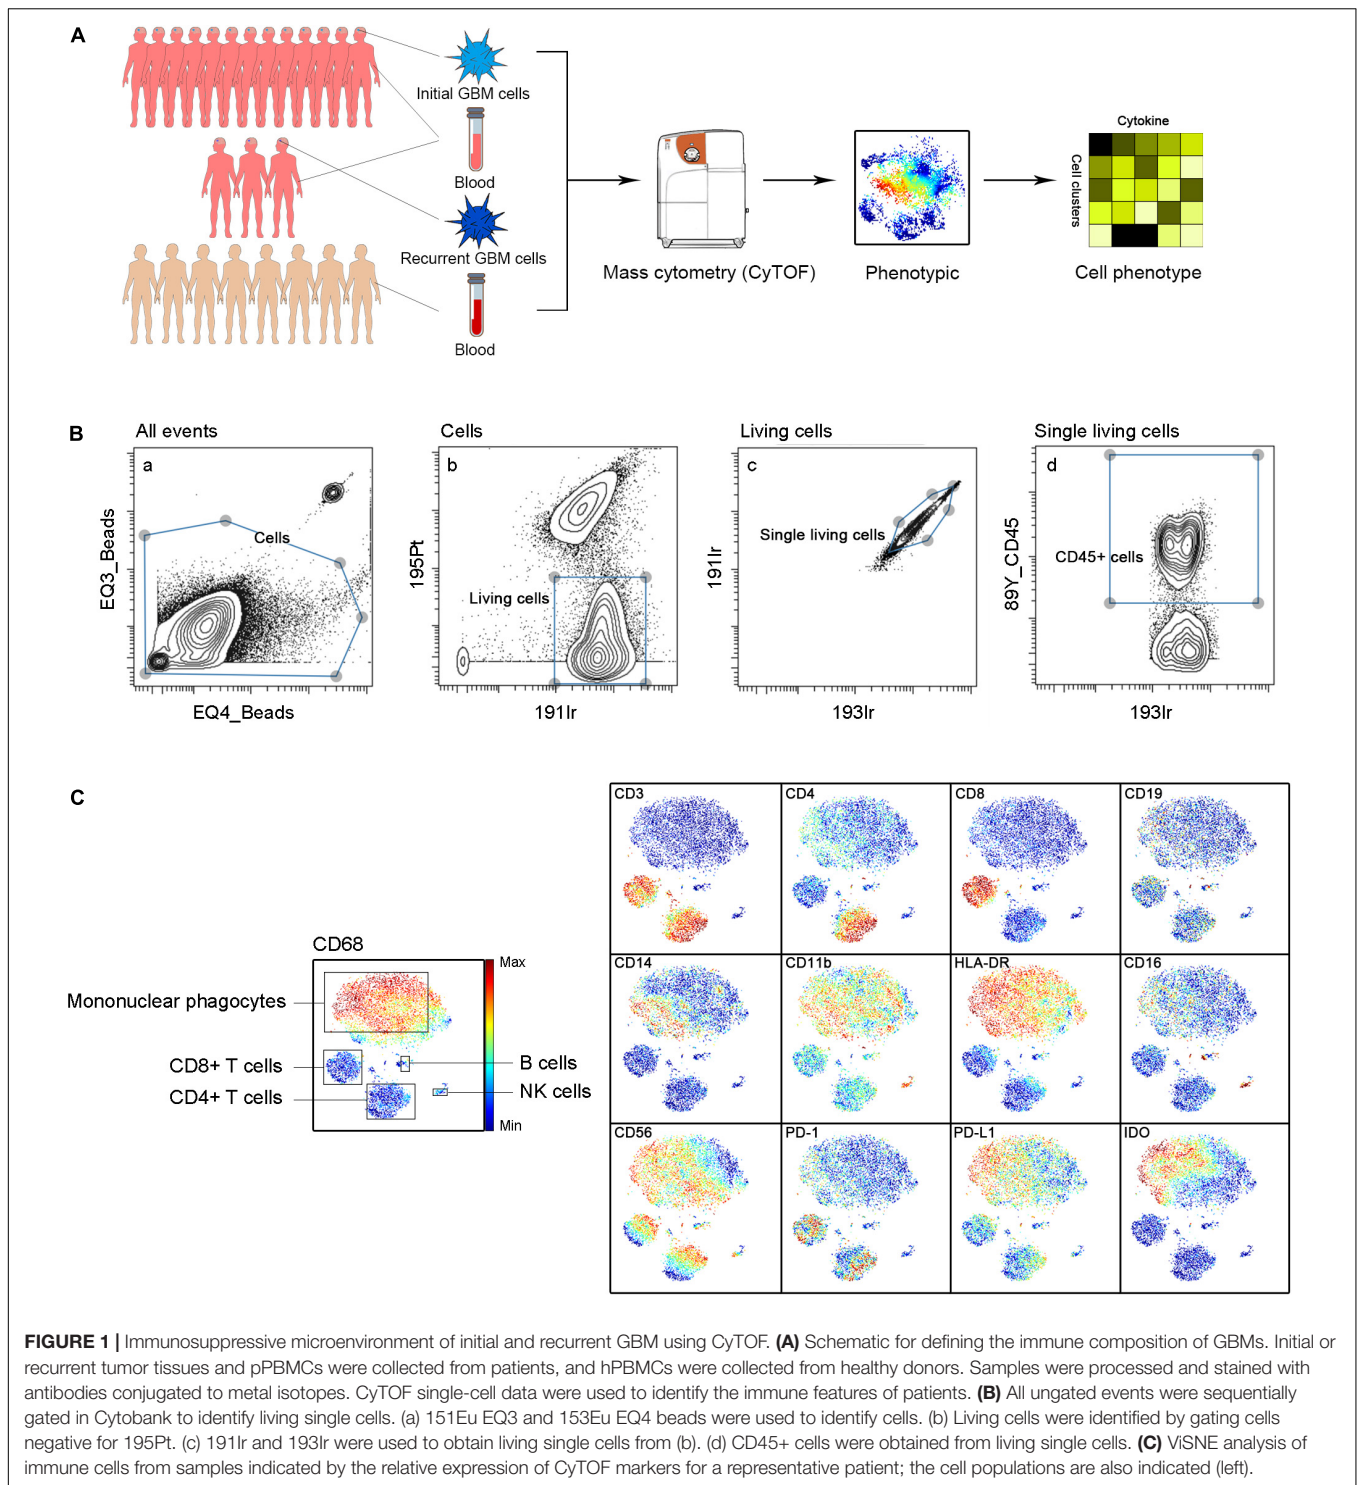 A
Initial GBM cells
Blood
Recurrent GBM cells
Blood
Mass cytometry (CyTOF)
Phenotypic
Cytokine
Cell clusters
Cell phenotype
B
All events
a
Cells
EQ3_Beads
EQ4_Beads
Cells
b
Living cells
195Pt
191Ir
Living cells
c
Single living cells
191Ir
193Ir
Single living cells
d
CD45+ cells
89Y_CD45
193Ir
C
CD68
Max
Min
Mononuclear phagocytes
CD8+ T cells
CD4+ T cells
B cells
NK cells
CD3
CD4
CD8
CD19
CD14
CD11b
HLA-DR
CD16
CD56
PD-1
PD-L1
IDO
FIGURE 1 | Immunosuppressive microenvironment of initial and recurrent GBM using CyTOF. (A) Schematic for defining the immune composition of GBMs. Initial or
recurrent tumor tissues and pPBMCs were collected from patients, and hPBMCs were collected from healthy donors. Samples were processed and stained with
antibodies conjugated to metal isotopes. CyTOF single-cell data were used to identify the immune features of patients. (B) All ungated events were sequentially
gated in Cytobank to identify living single cells. (a) 151Eu EQ3 and 153Eu EQ4 beads were used to identify cells. (b) Living cells were identified by gating cells
negative for 195Pt. (c) 191Ir and 193Ir were used to obtain living single cells from (b). (d) CD45+ cells were obtained from living single cells. (C) ViSNE analysis of
immune cells from samples indicated by the relative expression of CyTOF markers for a representative patient; the cell populations are also indicated (left).